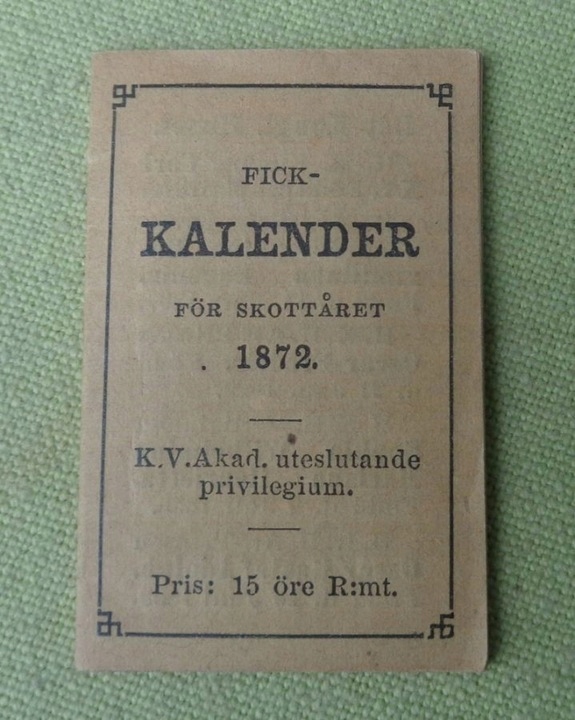 FICK-
KALENDER
FÖR SKOTTÅRET
1872.
K.V.Akad. uteslutande
privilegium.
Pris: 15 öre R:mt.